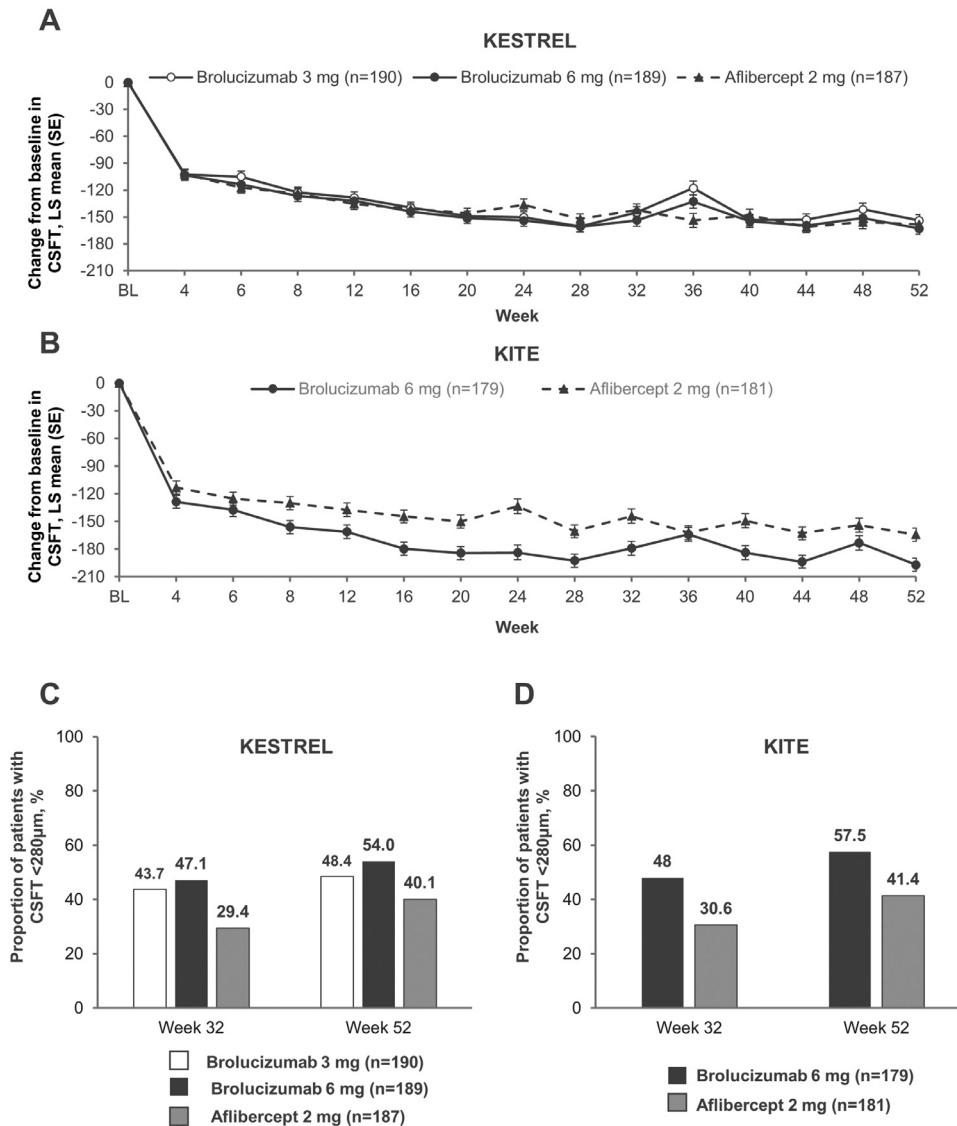 A
KESTREL
Brolucizumab 3 mg (n=190) Brolucizumab 6 mg (n=189) Aflibercept 2 mg (n=187)
Change from baseline in
CSFT, LS mean (SE)
0
-30
-60
-90
-120
-150
-180
-210
BL 4 6 8 12 16 20 24 28 32 36 40 44 48 52
Week
B
KITE
Brolucizumab 6 mg (n=179) Aflibercept 2 mg (n=181)
Change from baseline in
CSFT, LS mean (SE)
0
-30
-60
-90
-120
-150
-180
-210
BL 4 6 8 12 16 20 24 28 32 36 40 44 48 52
Week
C
KESTREL
Proportion of patients with
CSFT <280µm, %
100
80
60
40
20
0
43.7 47.1 29.4 48.4 54.0 40.1
Week 32 Week 52
Brolucizumab 3 mg (n=190)
Brolucizumab 6 mg (n=189)
Aflibercept 2 mg (n=187)
D
KITE
Proportion of patients with
CSFT <280µm, %
100
80
60
40
20
0
48 30.6 57.5 41.4
Week 32 Week 52
Brolucizumab 6 mg (n=179)
Aflibercept 2 mg (n=181)